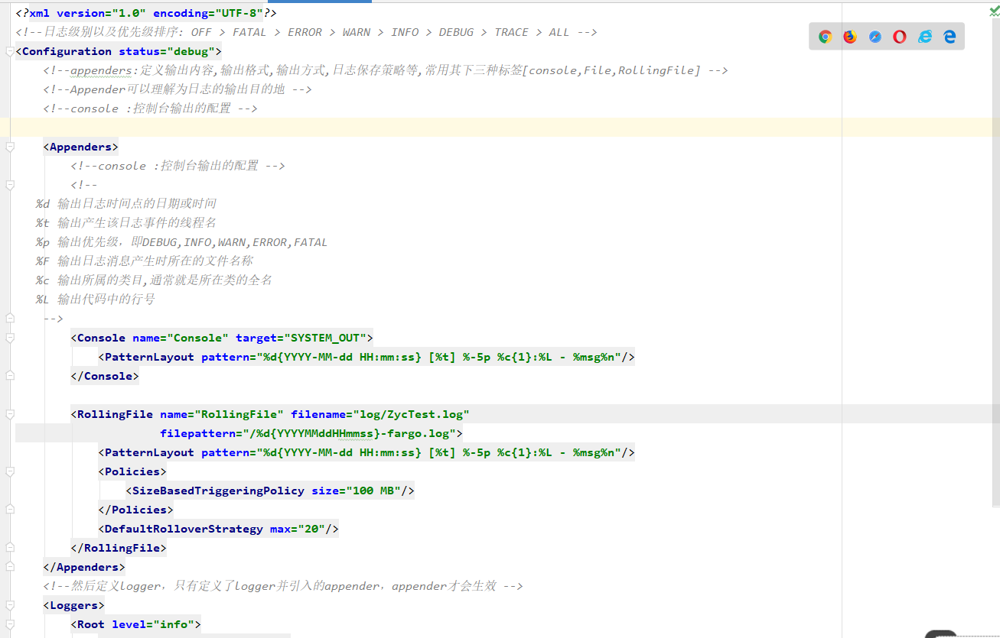 <?xml version="1.0" encoding="UTF-8"?>
<!--日志级别以及优先级排序: OFF > FATAL > ERROR > WARN > INFO > DEBUG > TRACE > ALL -->
<Configuration status="debug">
<!--appenders:定义输出内容,输出格式,输出方式,日志保存策略等,常用其下三种标签[console,File,RollingFile] -->
<!--Appender可以理解为日志的输出目的地 -->
<!--console :控制台输出的配置 -->
<Appenders>
<!--console :控制台输出的配置 -->
<!--
%d 输出日志时间点的日期或时间
%t 输出产生该日志事件的线程名
%p 输出优先级，即DEBUG,INFO,WARN,ERROR,FATAL
%F 输出日志消息产生时所在的文件名称
%c 输出所属的类目,通常就是所在类的全名
%L 输出代码中的行号
-->
<Console name="Console" target="SYSTEM_OUT">
<PatternLayout pattern="%d{YYYY-MM-dd HH:mm:ss} [%t] %-5p %c{1}:%L - %msg%n"/>
</Console>
<RollingFile name="RollingFile" filename="log/ZycTest.log"
filepattern="/%d{YYYYMMddHHmmss}-fargo.log">
<PatternLayout pattern="%d{YYYY-MM-dd HH:mm:ss} [%t] %-5p %c{1}:%L - %msg%n"/>
<Policies>
<SizeBasedTriggeringPolicy size="100 MB"/>
</Policies>
<DefaultRolloverStrategy max="20"/>
</RollingFile>
</Appenders>
<!--然后定义logger，只有定义了logger并引入的appender，appender才会生效 -->
<Loggers>
<Root level="info">